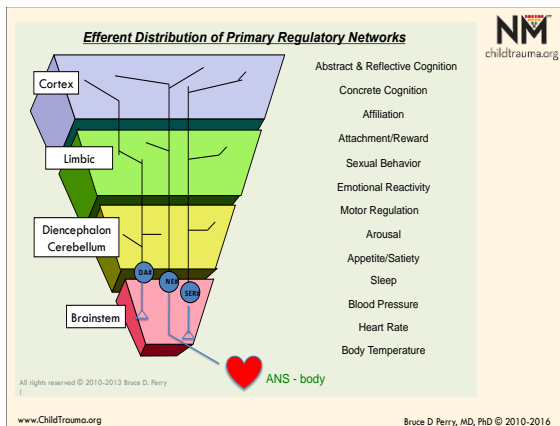 Efferent Distribution of Primary Regulatory Networks
NM
childtrauma.org
Cortex
Limbic
Diencephalon
Cerebellum
Brainstem
DA#
NE#
SER#
Abstract & Reflective Cognition
Concrete Cognition
Affiliation
Attachment/Reward
Sexual Behavior
Emotional Reactivity
Motor Regulation
Arousal
Appetite/Satiety
Sleep
Blood Pressure
Heart Rate
Body Temperature
ANS - body
All rights reserved © 2010-2013 Bruce D. Perry
!
www.ChildTrauma.org
Bruce D Perry, MD, PhD © 2010-2016